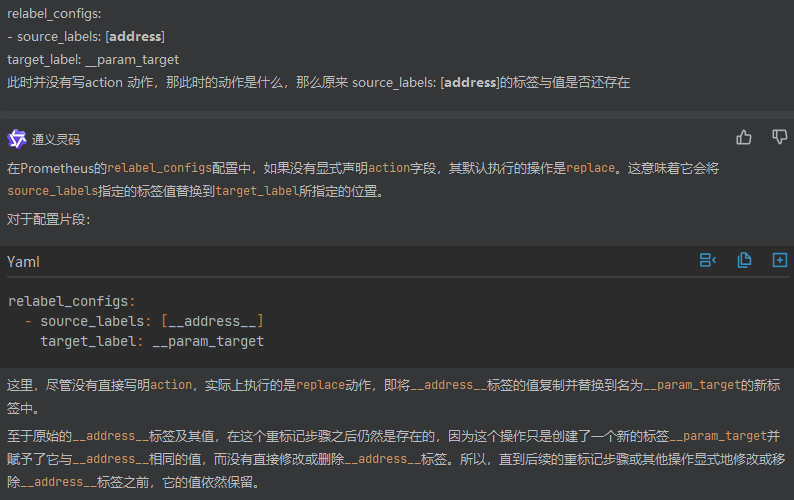 relabel_configs:
- source_labels: [address]
target_label: __param_target
此时并没有写action 动作，那此时的动作是什么，那么原来 source_labels: [address]的标签与值是否还存在
通义灵码
在Prometheus的relabel_configs配置中，如果没有显式声明action字段，其默认执行的操作是replace。这意味着它会将
source_labels指定的标签值替换到target_label所指定的位置。
对于配置片段：
Yaml
relabel_configs:
  - source_labels: [__address__]
    target_label: __param_target
这里，尽管没有直接写明action，实际上执行的是replace动作，即将__address__标签的值复制并替换到名为__param_target的新标
签中。
至于原始的__address__标签及其值，在这个重标记步骤之后仍然是存在的，因为这个操作只是创建了一个新的标签__param_target并
赋予了它与__address__相同的值，而没有直接修改或删除__address__标签。所以，直到后续的重标记步骤或其他操作显式地修改或移
除__address__标签之前，它的值依然保留。